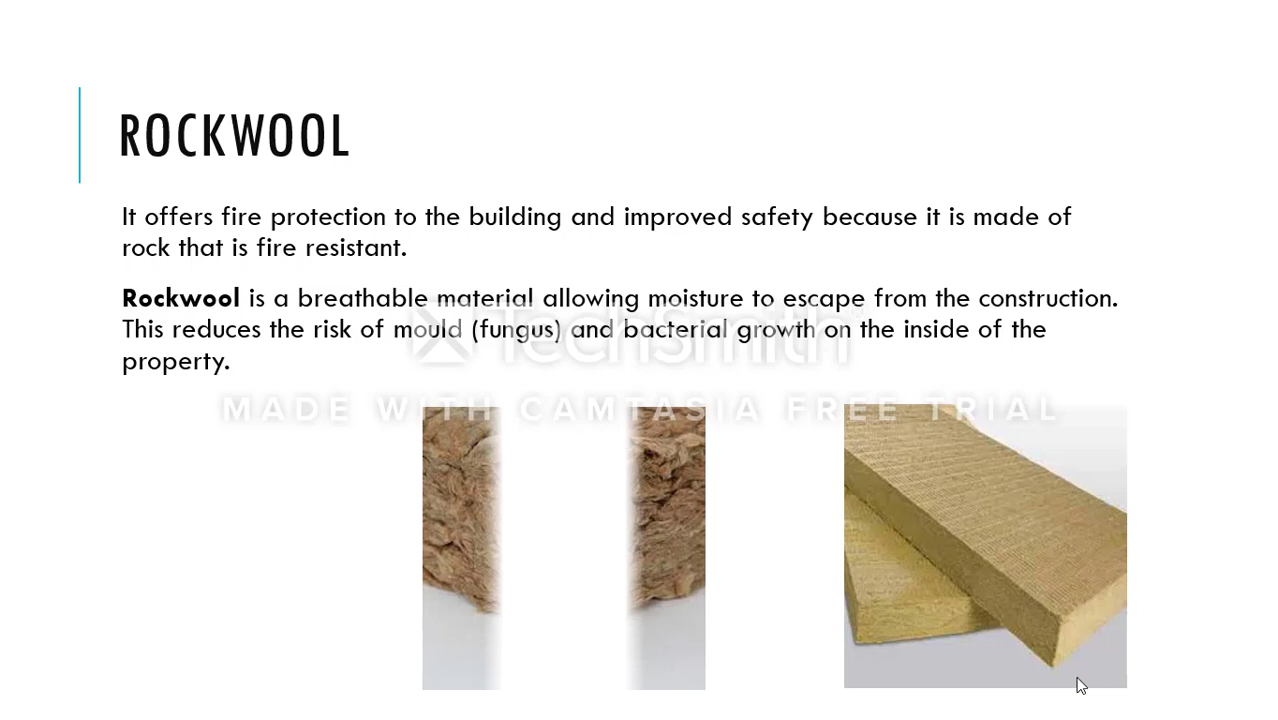 ROCKWOOL
It offers fire protection to the building and improved safety because it is made of
rock that is fire resistant.
Rockwool is a breathable material allowing moisture to escape from the construction.
This reduces the risk of mould (fungus) and bacterial growth on the inside of the
property.
TechSmith
MADE WITH CAMTASIA FREE TRIAL